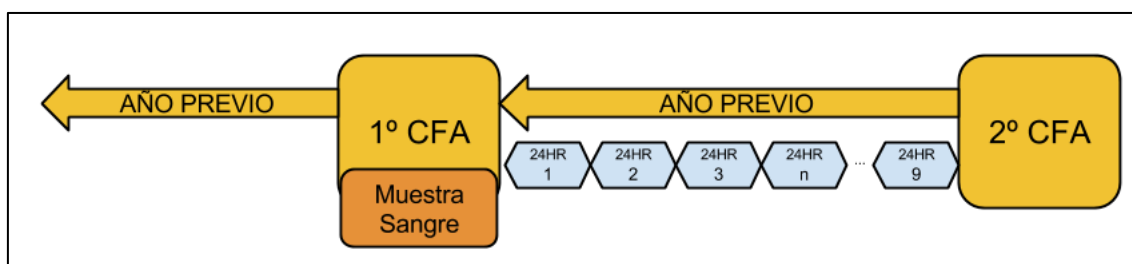 AÑO PREVIO
1º CFA
Muestra
Sangre
AÑO PREVIO
24HR
1
24HR
2
24HR
3
24HR
n
...
24HR
9
2º CFA